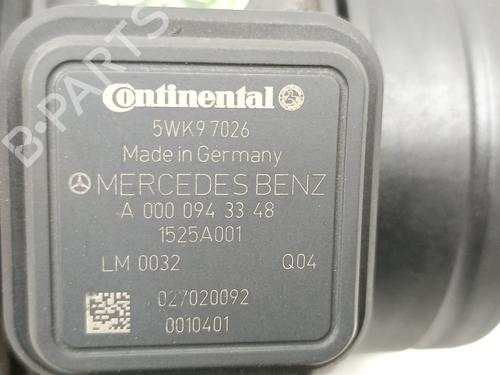 B-PARTS
Continental
5WK9 7026
Made in Germany
MERCEDES BENZ
A 000 094 33 48
1525A001
LM 0032 Q04
027020092
0010401